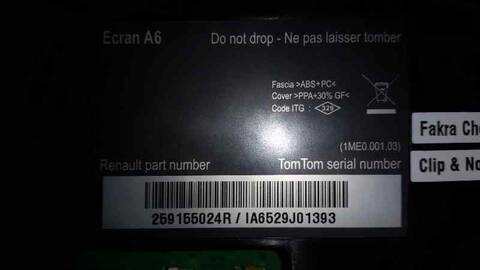 Ecran A6 Do not drop - Ne pas laisser tomber
Fascia >ABS+PC<
Cover >PPA+30% GF<
Code ITG : 329
(1ME0.001.03)
Fakra Che
Clip & No
Renault part number TomTom serial number
259155024R / IA6529J01393